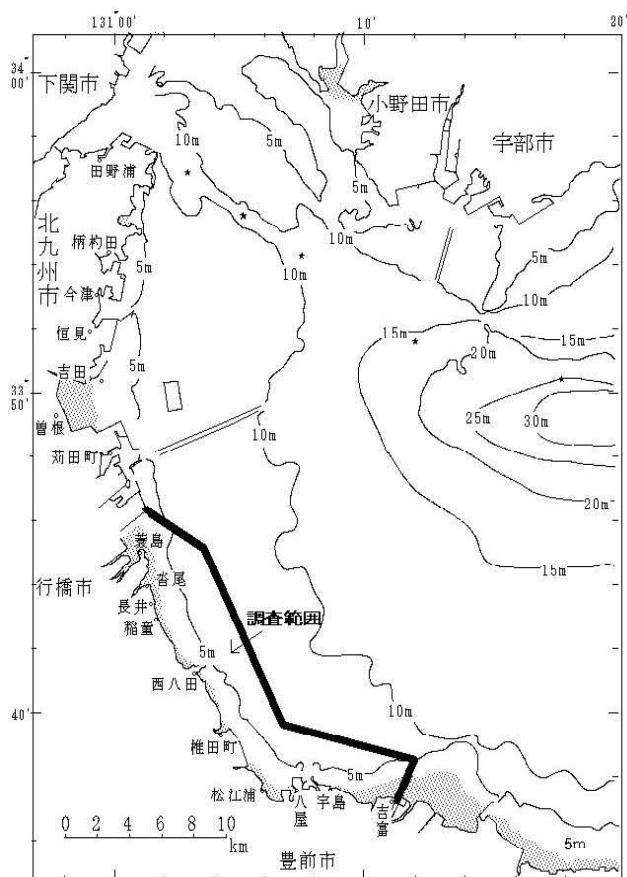 131°00′
10′
20′
34°
00′
下関市
小野田市
宇部市
10m
5m
田野浦
5m
北九州市
柄杓田
5m
10m
5m
今津
10m
10m
恒見
15m
20m
15m
5m
吉田
33°
50′
曽根
25m
30m
10m
苅田町
20m
15m
蓑島
沓尾
行橋市
長井
稲童
調査範囲
5m
西八田
40′
10m
椎田町
5m
松江浦
八屋
宇島
吉富
0 2 4 6 8 10
km
5m
豊前市